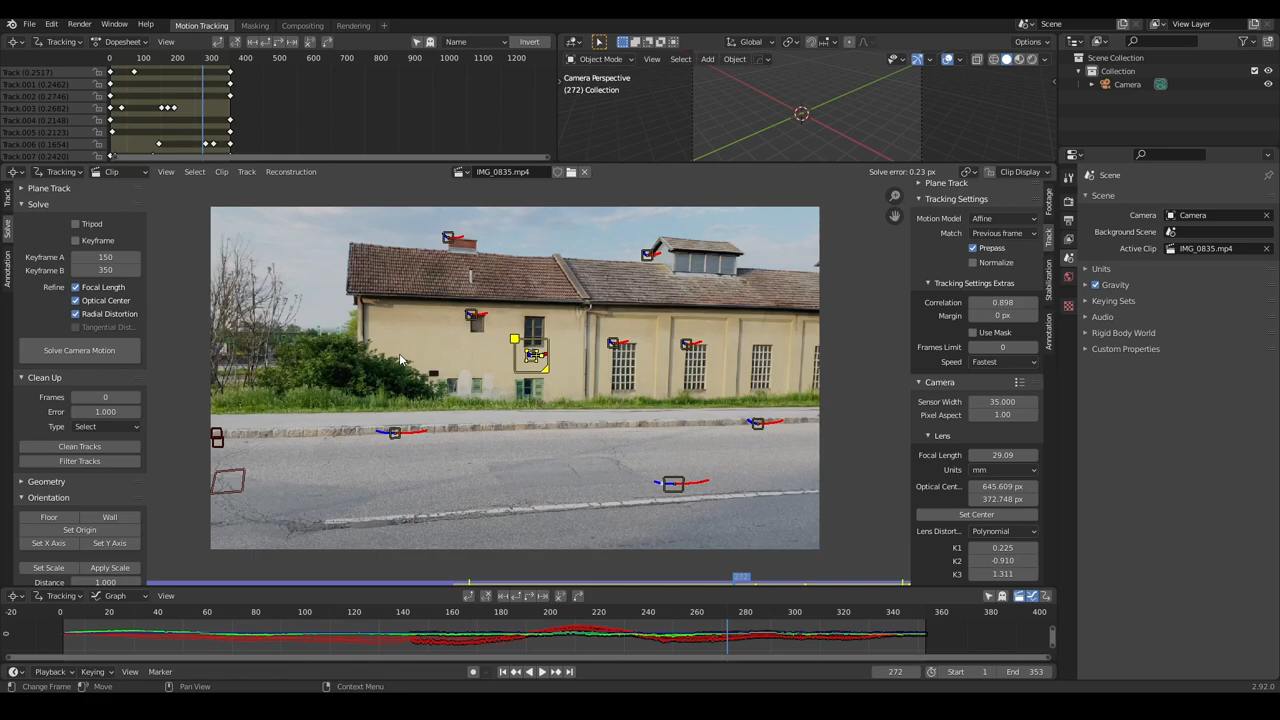 File Edit Render Window Help Motion Tracking Masking Compositing Rendering Scene View Layer
Tracking Dopesheet View Name Invert
0 100 200 300 400 500 600 700 800 900 1000 1100 1200
Track (0.2517)
Track.001 (0.2462)
Track.002 (0.2746)
Track.003 (0.2682)
Track.004 (0.2148)
Track.005 (0.2123)
Track.006 (0.1654)
Track.007 (0.2420)
Global Options
Object Mode View Select Add Object
Camera Perspective
(272) Collection
Scene Collection
Collection
Camera
Tracking Clip View Select Clip Track Reconstruction IMG_0835.mp4 Solve error: 0.23 px Clip Display
Track
Solve
Annotation
Plane Track
Solve
Tripod
Keyframe
Keyframe A 150
Keyframe B 350
Refine Focal Length
Optical Center
Radial Distortion
Tangential Dist...
Solve Camera Motion
Clean Up
Frames 0
Error 1.000
Type Select
Clean Tracks
Filter Tracks
Geometry
Orientation
Floor Wall
Set Origin
Set X Axis Set Y Axis
Set Scale Apply Scale
Distance 1.000
272
Plane Track
Tracking Settings
Motion Model Affine
Match Previous frame
Prepass
Normalize
Tracking Settings Extras
Correlation 0.898
Margin 0 px
Use Mask
Frames Limit 0
Speed Fastest
Camera
Sensor Width 35.000
Pixel Aspect 1.00
Lens
Focal Length 29.09
Units mm
Optical Cent... 645.609 px
372.748 px
Set Center
Lens Distort... Polynomial
K1 0.225
K2 -0.910
K3 1.311
Footage
Track
Stabilization
Annotation
Scene
Scene
Camera Camera
Background Scene
Active Clip IMG_0835.mp4
Units
Gravity
Keying Sets
Audio
Rigid Body World
Custom Properties
Tracking Graph View
-20 0 20 40 60 80 100 120 140 160 180 200 220 240 260 280 300 320 340 360 380 400
0
Playback Keying View Marker 272 Start 1 End 353
Change Frame Move Pan View Context Menu 2.92.0